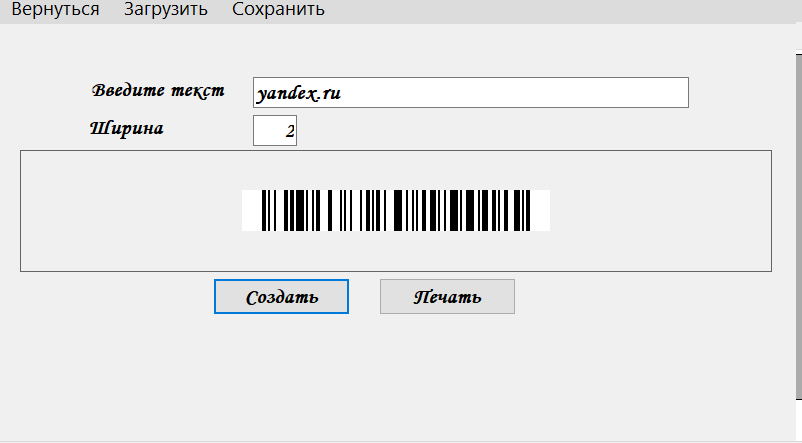 Вернуться Загрузить Сохранить
Введите текст yandex.ru
Ширина 2
Создать Печать